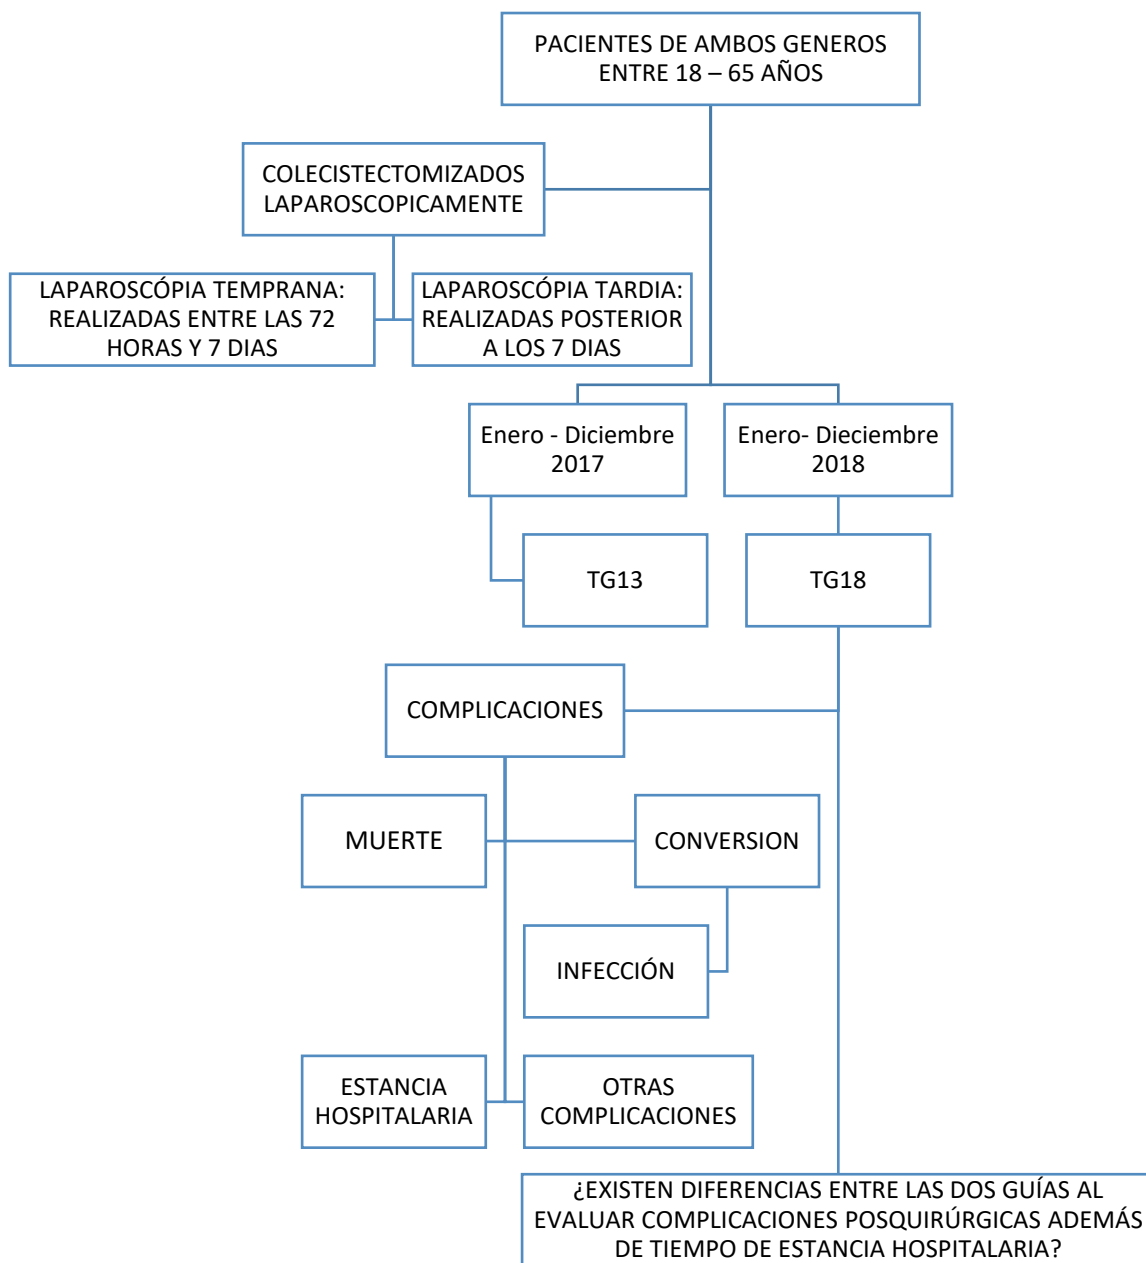 PACIENTES DE AMBOS GENEROS
ENTRE 18 – 65 AÑOS
COLECISTECTOMIZADOS
LAPAROSCOPICAMENTE
LAPAROSCÓPIA TEMPRANA:
REALIZADAS ENTRE LAS 72
HORAS Y 7 DIAS
LAPAROSCÓPIA TARDIA:
REALIZADAS POSTERIOR
A LOS 7 DIAS
Enero - Diciembre
2017
Enero- Dieciembre
2018
TG13
TG18
COMPLICACIONES
MUERTE
CONVERSION
INFECCIÓN
ESTANCIA
HOSPITALARIA
OTRAS
COMPLICACIONES
¿EXISTEN DIFERENCIAS ENTRE LAS DOS GUÍAS AL
EVALUAR COMPLICACIONES POSQUIRÚRGICAS ADEMÁS
DE TIEMPO DE ESTANCIA HOSPITALARIA?